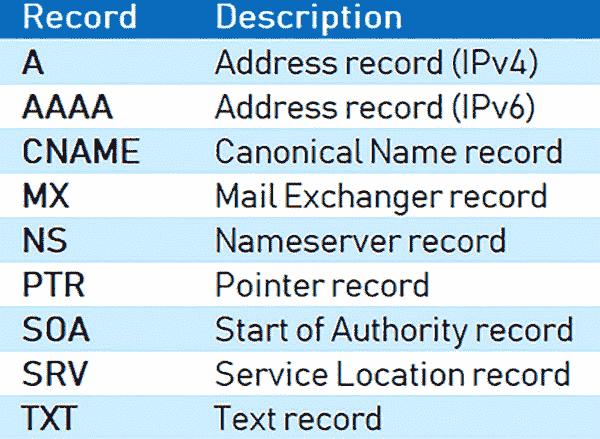 Record Description
A Address record (IPv4)
AAAA Address record (IPv6)
CNAME Canonical Name record
MX Mail Exchanger record
NS Nameserver record
PTR Pointer record
SOA Start of Authority record
SRV Service Location record
TXT Text record